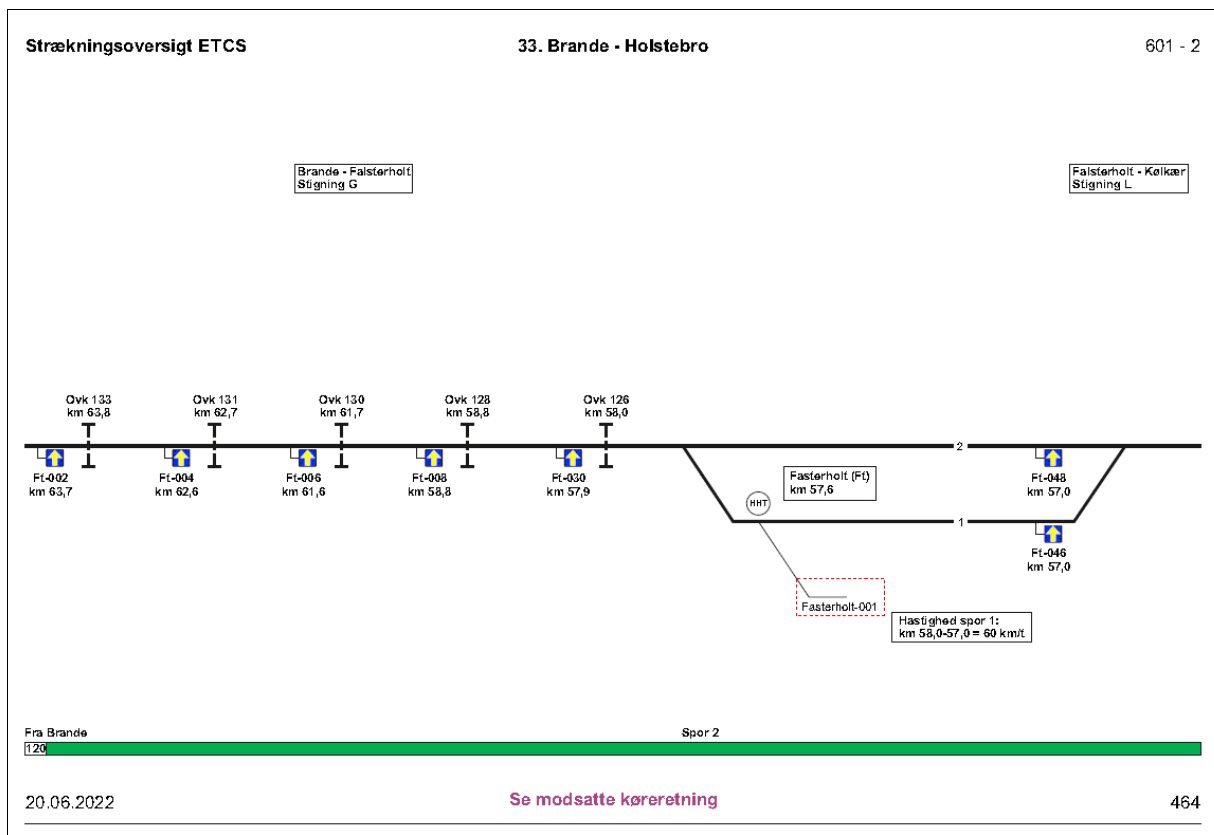 Strækningsoversigt ETCS
33. Brande - Holstebro
601 - 2
Brande - Falsterholt
Stigning G
Falsterholt - Kølkær
Stigning L
Ovk 133
km 63,8
Ovk 131
km 62,7
Ovk 130
km 61,7
Ovk 128
km 58,8
Ovk 126
km 58,0
2
Ft-002
km 63,7
Ft-004
km 62,6
Ft-006
km 61,6
Ft-008
km 58,8
Ft-030
km 57,9
Fasterholt (Ft)
km 57,6
Ft-048
km 57,0
HHT
1
Ft-046
km 57,0
Fasterholt-001
Hastighed spor 1:
km 58,0-57,0 = 60 km/t
Fra Brande
Spor 2
120
20.06.2022
Se modsatte køreretning
464